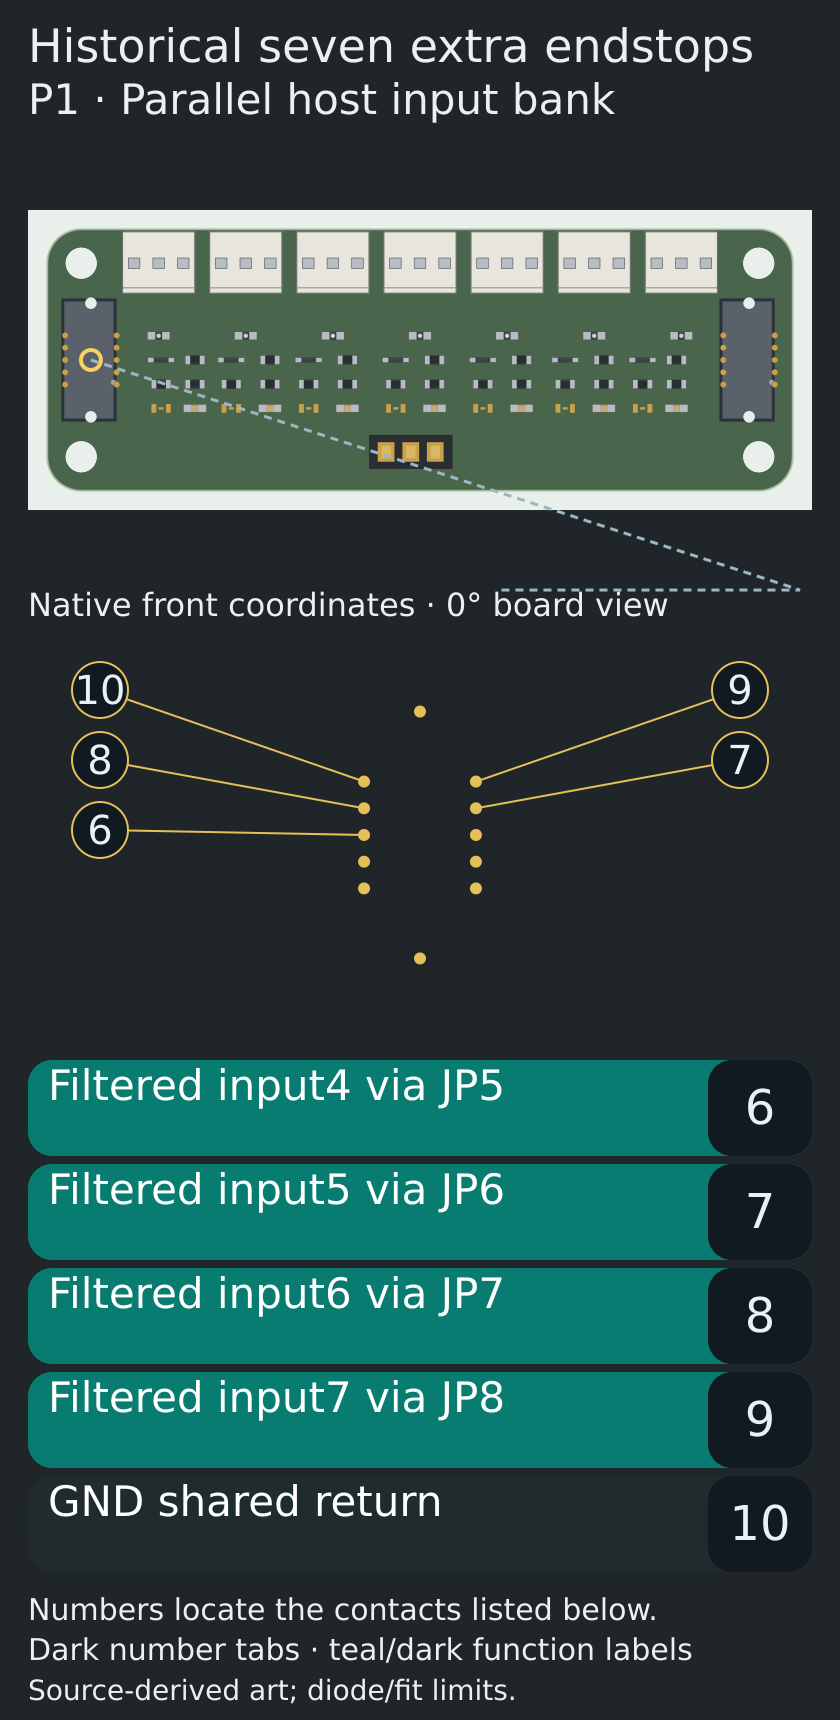 Historical seven extra endstops
P1 · Parallel host input bank
Native front coordinates · 0° board view
10
9
8
7
6
Filtered input4 via JP5 6
Filtered input5 via JP6 7
Filtered input6 via JP7 8
Filtered input7 via JP8 9
GND shared return 10
Numbers locate the contacts listed below.
Dark number tabs · teal/dark function labels
Source-derived art; diode/fit limits.